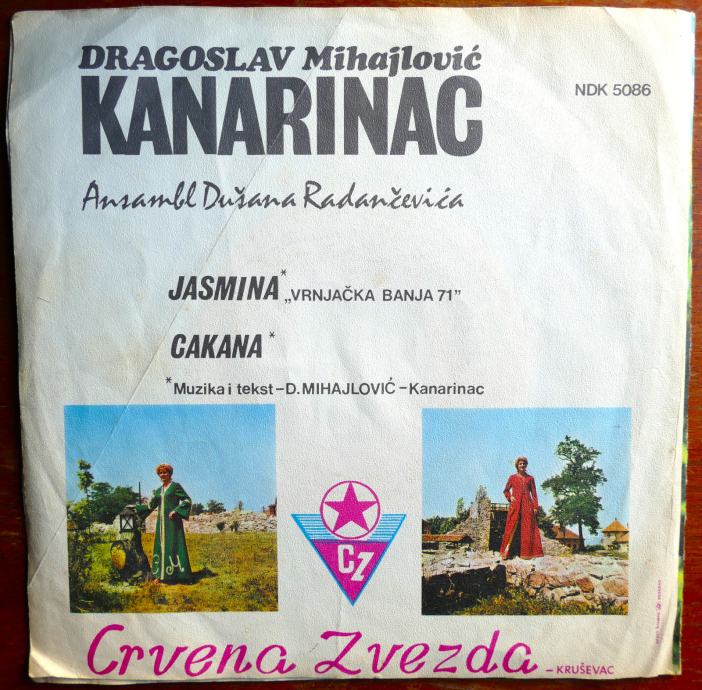 DRAGOSLAV Mihajlović
KANARINAC
NDK 5086
Ansambl Dušana Radančevića
JASMINA* „VRNJAČKA BANJA 71”
CAKANA*
*Muzika i tekst – D. MIHAJLOVIĆ – Kanarinac
CZ
Crvena Zvezda – KRUŠEVAC